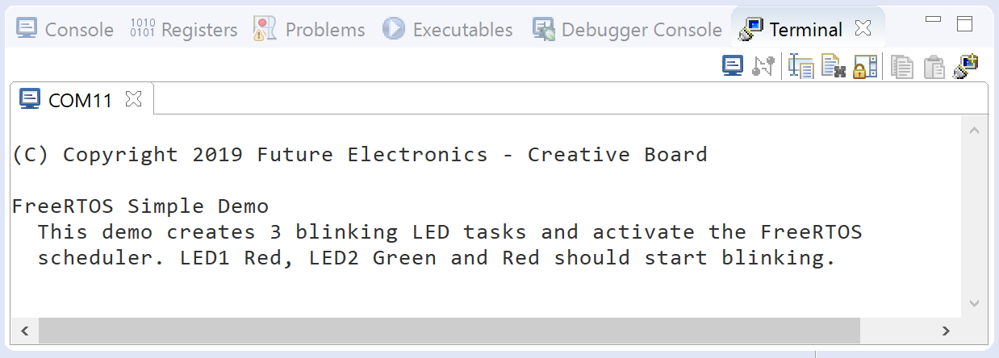 Console Registers Problems Executables Debugger Console Terminal
COM11
(C) Copyright 2019 Future Electronics - Creative Board
FreeRTOS Simple Demo
This demo creates 3 blinking LED tasks and activate the FreeRTOS
scheduler. LED1 Red, LED2 Green and Red should start blinking.